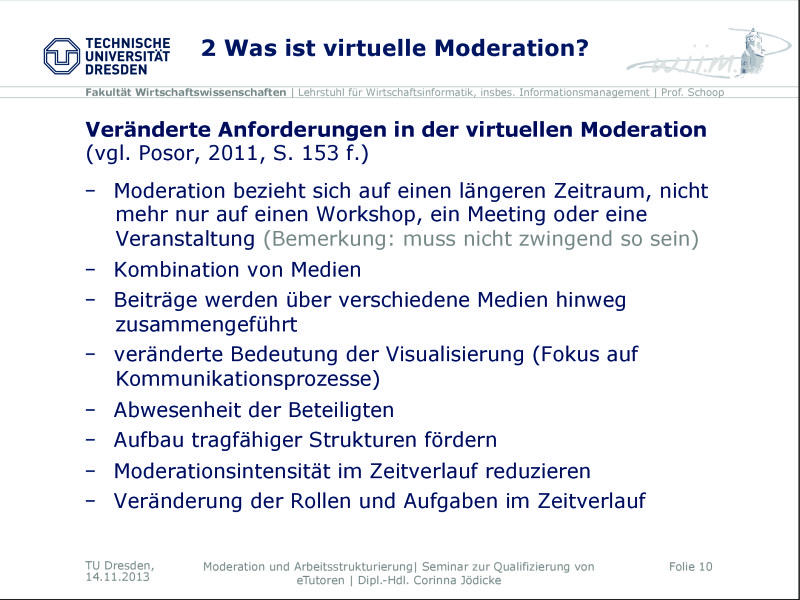 TECHNISCHE
UNIVERSITÄT
DRESDEN
2 Was ist virtuelle Moderation?
w.i.i.m.
Fakultät Wirtschaftswissenschaften | Lehrstuhl für Wirtschaftsinformatik, insbes. Informationsmanagement | Prof. Schoop
Veränderte Anforderungen in der virtuellen Moderation
(vgl. Posor, 2011, S. 153 f.)
– Moderation bezieht sich auf einen längeren Zeitraum, nicht
mehr nur auf einen Workshop, ein Meeting oder eine
Veranstaltung (Bemerkung: muss nicht zwingend so sein)
– Kombination von Medien
– Beiträge werden über verschiedene Medien hinweg
zusammengeführt
– veränderte Bedeutung der Visualisierung (Fokus auf
Kommunikationsprozesse)
– Abwesenheit der Beteiligten
– Aufbau tragfähiger Strukturen fördern
– Moderationsintensität im Zeitverlauf reduzieren
– Veränderung der Rollen und Aufgaben im Zeitverlauf
TU Dresden,
14.11.2013
Moderation und Arbeitsstrukturierung| Seminar zur Qualifizierung von
eTutoren | Dipl.-Hdl. Corinna Jödicke
Folie 10